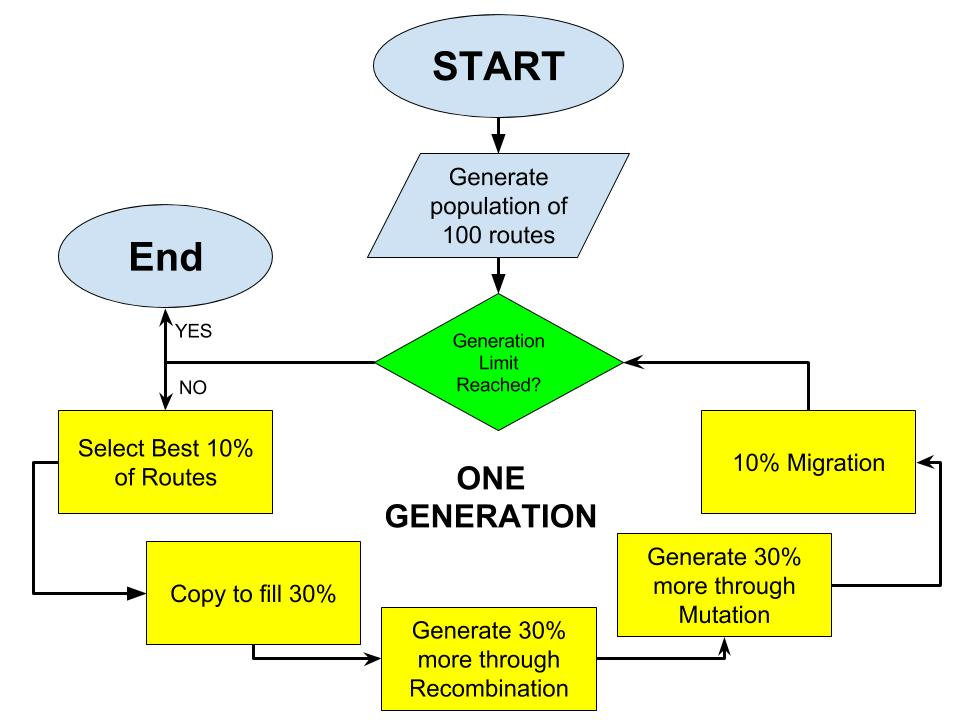 START
Generate
population of
100 routes
End
Generation
Limit
Reached?
YES
NO
Select Best 10%
of Routes
ONE
GENERATION
10% Migration
Copy to fill 30%
Generate 30%
more through
Recombination
Generate 30%
more through
Mutation